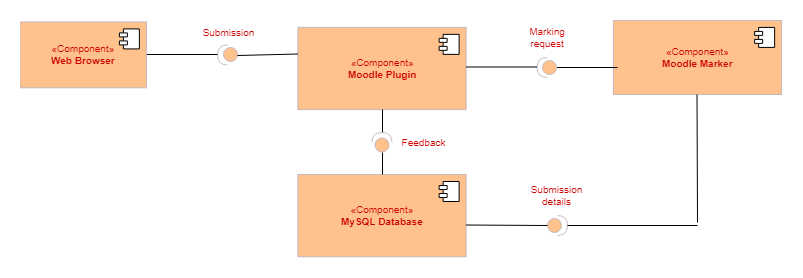 Submission
Marking
request
«Component»
Web Browser
«Component»
Moodle Plugin
«Component»
Moodle Marker
Feedback
«Component»
MySQL Database
Submission
details